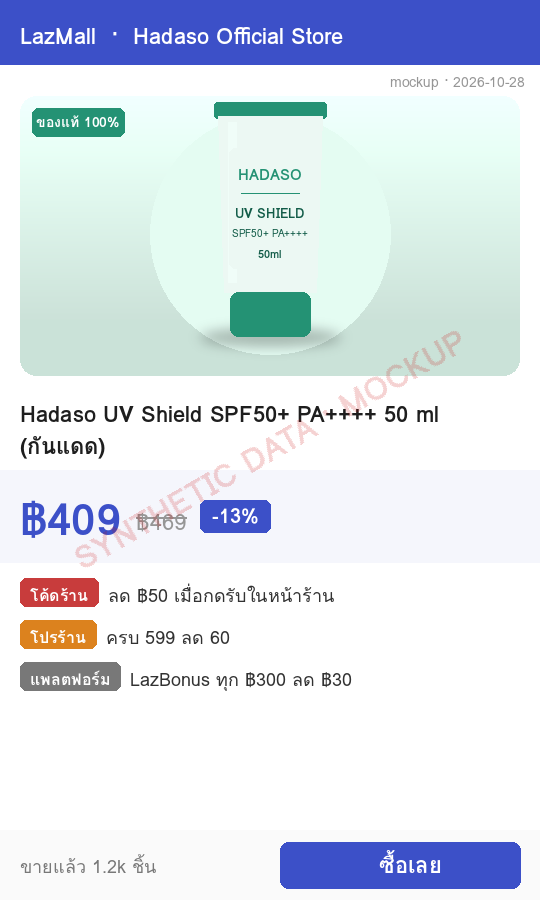 LazMall · Hadaso Official Store
mockup · 2026-10-28
ของแท้ 100%
HADASO
UV SHIELD
SPF50+ PA++++
50ml
Hadaso UV Shield SPF50+ PA++++ 50 ml
(กันแดด)
฿409 ฿469 -13%
โค้ดร้าน ลด ฿50 เมื่อกดรับในหน้าร้าน
โปรร้าน ครบ 599 ลด 60
แพลตฟอร์ม LazBonus ทุก ฿300 ลด ฿30
SYNTHETIC DATA · MOCKUP
ขายแล้ว 1.2k ชิ้น ซื้อเลย